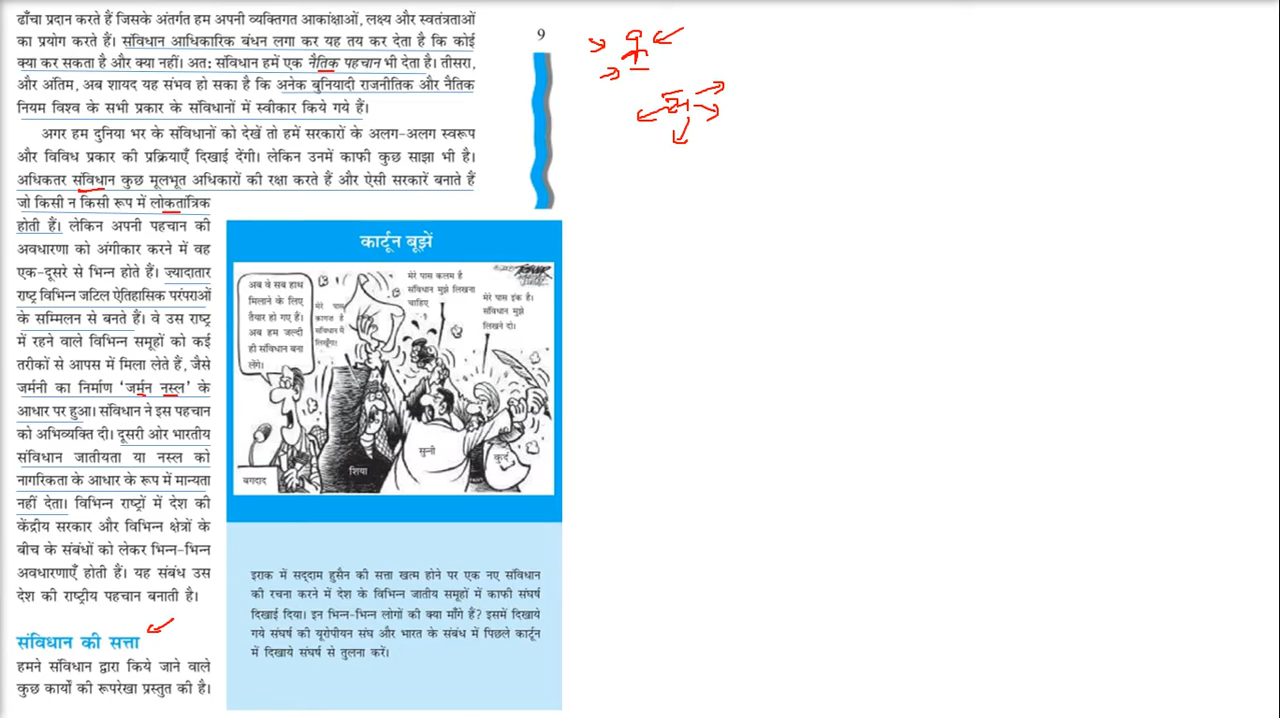 ढाँचा प्रदान करते हैं जिसके अंतर्गत हम अपनी व्यक्तिगत आकांक्षाओं, लक्ष्य और स्वतंत्रताओं
का प्रयोग करते हैं। संविधान आधिकारिक बंधन लगा कर यह तय कर देता है कि कोई
क्या कर सकता है और क्या नहीं। अत: संविधान हमें एक नैतिक पहचान भी देता है। तीसरा,
और अंतिम, अब शायद यह संभव हो सका है कि अनेक बुनियादी राजनीतिक और नैतिक
नियम विश्व के सभी प्रकार के संविधानों में स्वीकार किये गये हैं।
अगर हम दुनिया भर के संविधानों को देखें तो हमें सरकारों के अलग-अलग स्वरूप
और विविध प्रकार की प्रक्रियाएँ दिखाई देंगी। लेकिन उनमें काफी कुछ साझा भी है।
अधिकतर संविधान कुछ मूलभूत अधिकारों की रक्षा करते हैं और ऐसी सरकारें बनाते हैं
जो किसी न किसी रूप में लोकतांत्रिक
होती हैं। लेकिन अपनी पहचान की
अवधारणा को अंगीकार करने में वह
एक-दूसरे से भिन्न होते हैं। ज़्यादातर
राष्ट्र विभिन्न जटिल ऐतिहासिक परंपराओं
के सम्मिलन से बनते हैं। वे उस राष्ट्र
में रहने वाले विभिन्न समूहों को कई
तरीकों से आपस में मिला लेते हैं, जैसे
जर्मनी का निर्माण ‘जर्मन नस्ल’ के
आधार पर हुआ। संविधान ने इस पहचान
को अभिव्यक्ति दी। दूसरी ओर भारतीय
संविधान जातीयता या नस्ल को
नागरिकता के आधार के रूप में मान्यता
नहीं देता। विभिन्न राष्ट्रों में देश की
केंद्रीय सरकार और विभिन्न क्षेत्रों के
बीच के संबंधों को लेकर भिन्न-भिन्न
अवधारणाएँ होती हैं। यह संबंध उस
देश की राष्ट्रीय पहचान बनाती है।
संविधान की सत्ता
हमने संविधान द्वारा किये जाने वाले
कुछ कार्यों की रूपरेखा प्रस्तुत की है।
9
कार्टून बूझें
अब वे सब हाथ
मिलाने के लिए
तैयार हो गए हैं।
अब हम जल्दी
ही संविधान बना
लेंगे।
मेरे पास
कागज है
संविधान मैं
लिखूँगा।
मेरे पास कलम है
संविधान मुझे लिखना
चाहिए
मेरे पास इंक है।
संविधान मुझे
लिखने दो।
बगदाद
शिया
सुन्नी
कुर्द
इराक में सद्दाम हुसैन की सत्ता खत्म होने पर एक नए संविधान
की रचना करने में देश के विभिन्न जातीय समूहों में काफी संघर्ष
दिखाई दिया। इन भिन्न-भिन्न लोगों की क्या माँगें हैं? इसमें दिखाये
गये संघर्ष की यूरोपीयन संघ और भारत के संबंध में पिछले कार्टून
में दिखाये संघर्ष से तुलना करें।